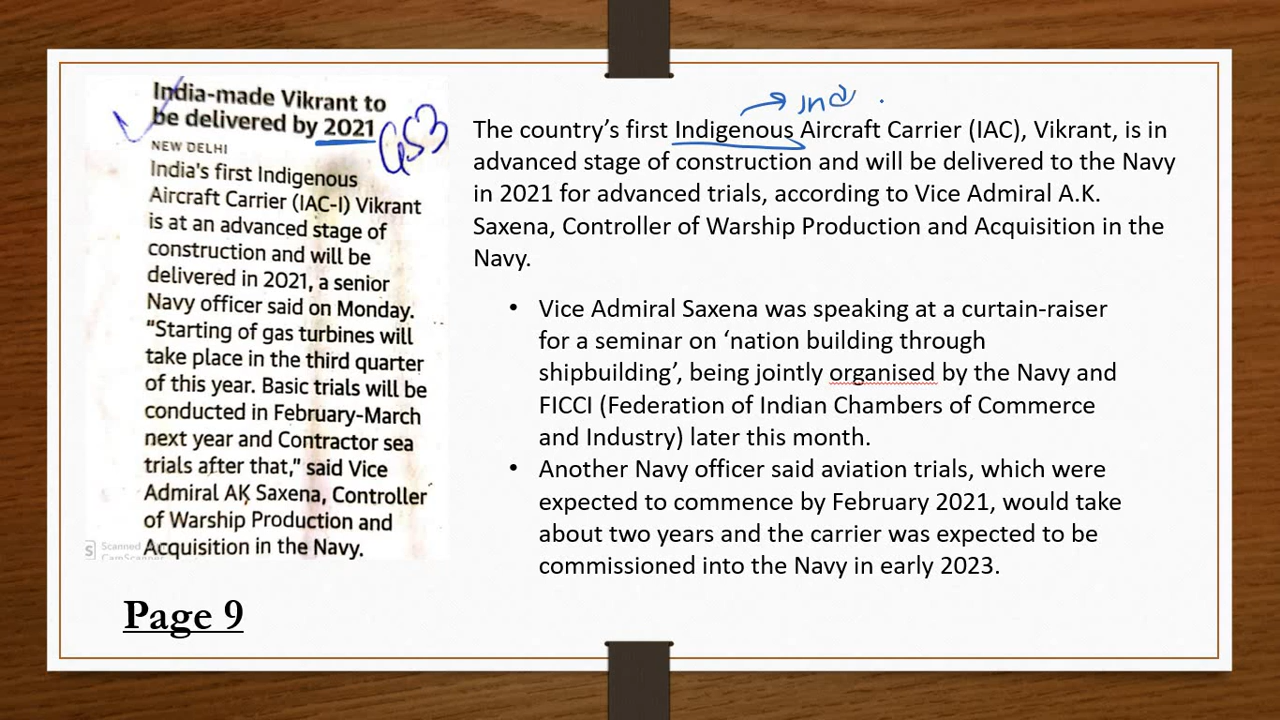 India-made Vikrant to
be delivered by 2021
GS3
NEW DELHI
India's first Indigenous
Aircraft Carrier (IAC-I) Vikrant
is at an advanced stage of
construction and will be
delivered in 2021, a senior
Navy officer said on Monday.
"Starting of gas turbines will
take place in the third quarter
of this year. Basic trials will be
conducted in February-March
next year and Contractor sea
trials after that," said Vice
Admiral AK Saxena, Controller
of Warship Production and
Acquisition in the Navy.
S Scanned
CamScanner
Page 9
The country’s first Indigenous Aircraft Carrier (IAC), Vikrant, is in
advanced stage of construction and will be delivered to the Navy
in 2021 for advanced trials, according to Vice Admiral A.K.
Saxena, Controller of Warship Production and Acquisition in the
Navy.
• Vice Admiral Saxena was speaking at a curtain-raiser
for a seminar on ‘nation building through
shipbuilding’, being jointly organised by the Navy and
FICCI (Federation of Indian Chambers of Commerce
and Industry) later this month.
• Another Navy officer said aviation trials, which were
expected to commence by February 2021, would take
about two years and the carrier was expected to be
commissioned into the Navy in early 2023.